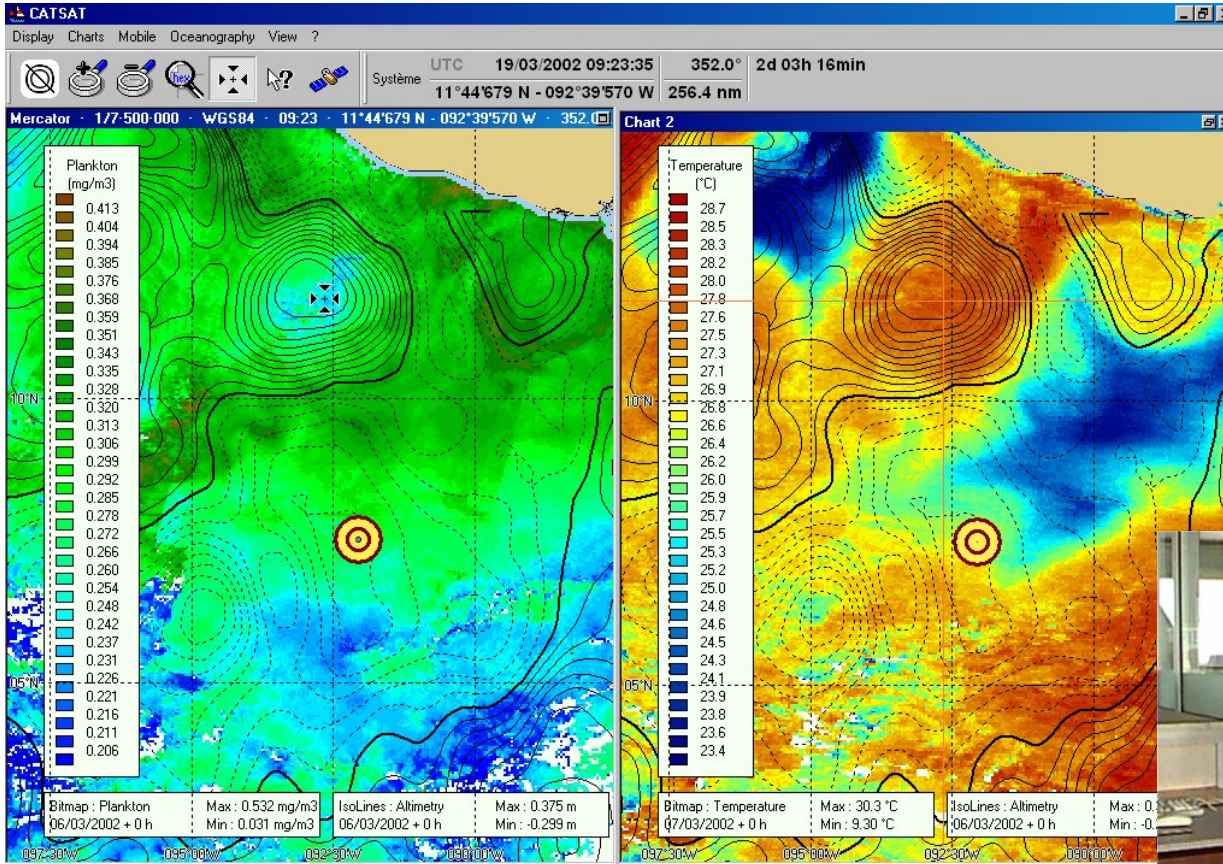 CATSAT
Display Charts Mobile Oceanography View ?
hex
Système
UTC 19/03/2002 09:23:35
11°44'679 N - 092°39'570 W
352.0° 2d 03h 16min
256.4 nm
Mercator · 1/7-500-000 · WGS84 · 09:23 · 11°44'679 N - 092°39'570 W · 352.0
Plankton
(mg/m3)
0.413
0.404
0.394
0.385
0.376
0.368
0.359
0.351
0.343
0.335
0.328
0.320
0.313
0.306
0.299
0.292
0.285
0.278
0.272
0.266
0.260
0.254
0.248
0.242
0.237
0.231
0.226
0.221
0.216
0.211
0.206
10°N
05°N
Bitmap : Plankton
06/03/2002 + 0 h
Max : 0.532 mg/m3
Min : 0.031 mg/m3
IsoLines : Altimetry
06/03/2002 + 0 h
Max : 0.375 m
Min : -0.299 m
097°30'W
095°00'W
092°30'W
090°00'W
Chart 2
Temperature
(°C)
28.7
28.5
28.3
28.2
28.0
27.8
27.6
27.5
27.3
27.1
26.9
26.8
26.6
26.4
26.2
26.0
25.9
25.7
25.5
25.3
25.2
25.0
24.8
24.6
24.5
24.3
24.1
23.9
23.8
23.6
23.4
10°N
05°N
Bitmap : Temperature
07/03/2002 + 0 h
Max : 30.3 °C
Min : 9.30 °C
IsoLines : Altimetry
06/03/2002 + 0 h
Max : 0.
Min : -0.
097°30'W
095°00'W
092°30'W
090°00'W